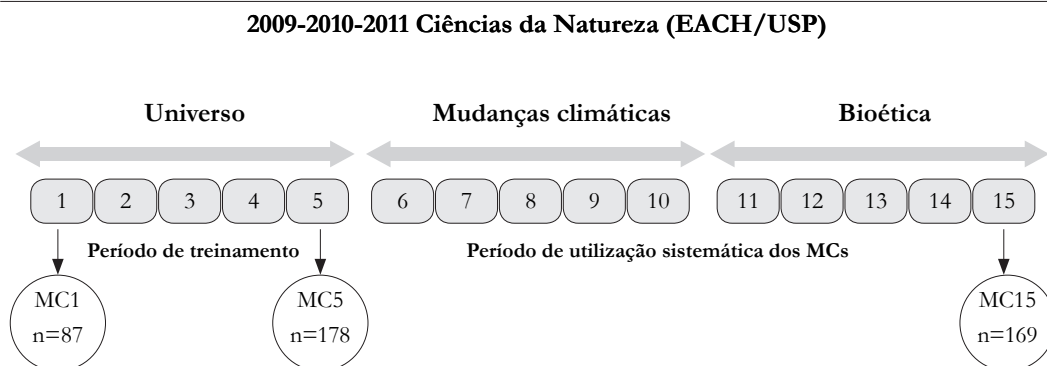 2009-2010-2011 Ciências da Natureza (EACH/USP)
Universo Mudanças climáticas Bioética
1 2 3 4 5 6 7 8 9 10 11 12 13 14 15
Período de treinamento Período de utilização sistemática dos MCs
MC1 MC5 MC15
n=87 n=178 n=169